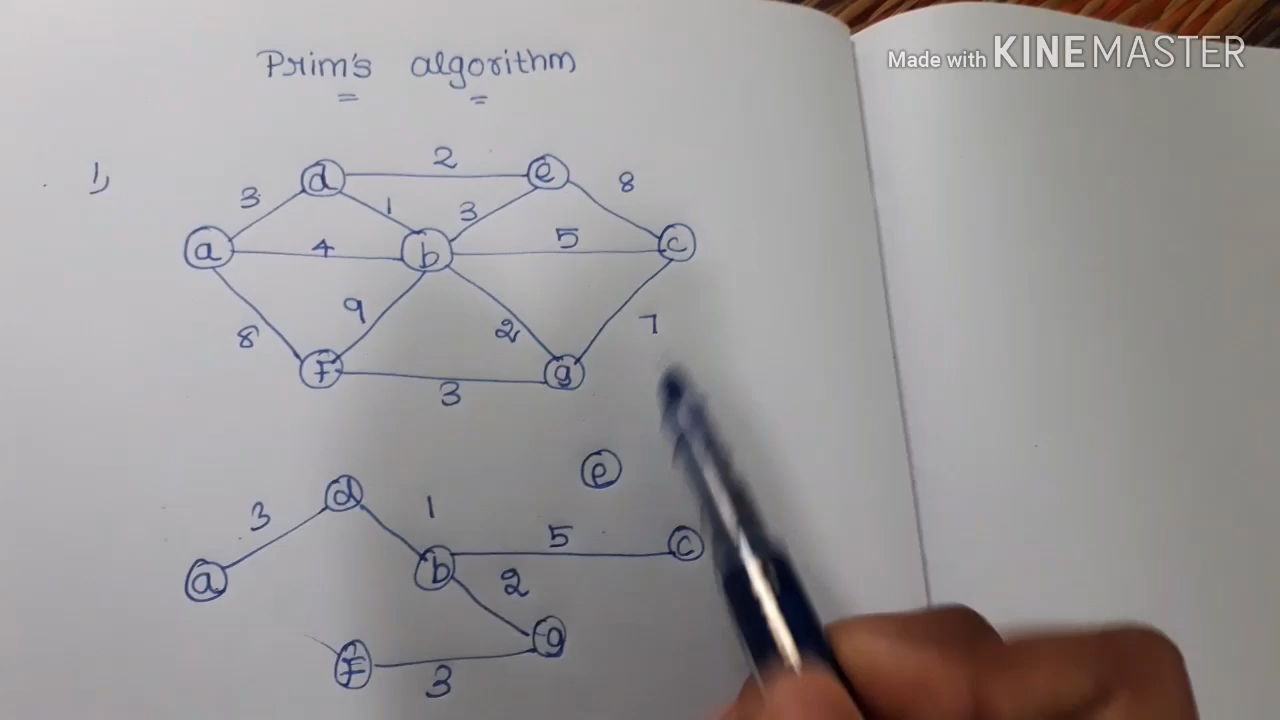 Made with KINEMASTER
Prim's algorithm
1)
d 2 e
3 1 3 8
a 4 b 5 c
8 9 2 7
F 3 g
e
d
3 1 5
a b c
2
g
F 3